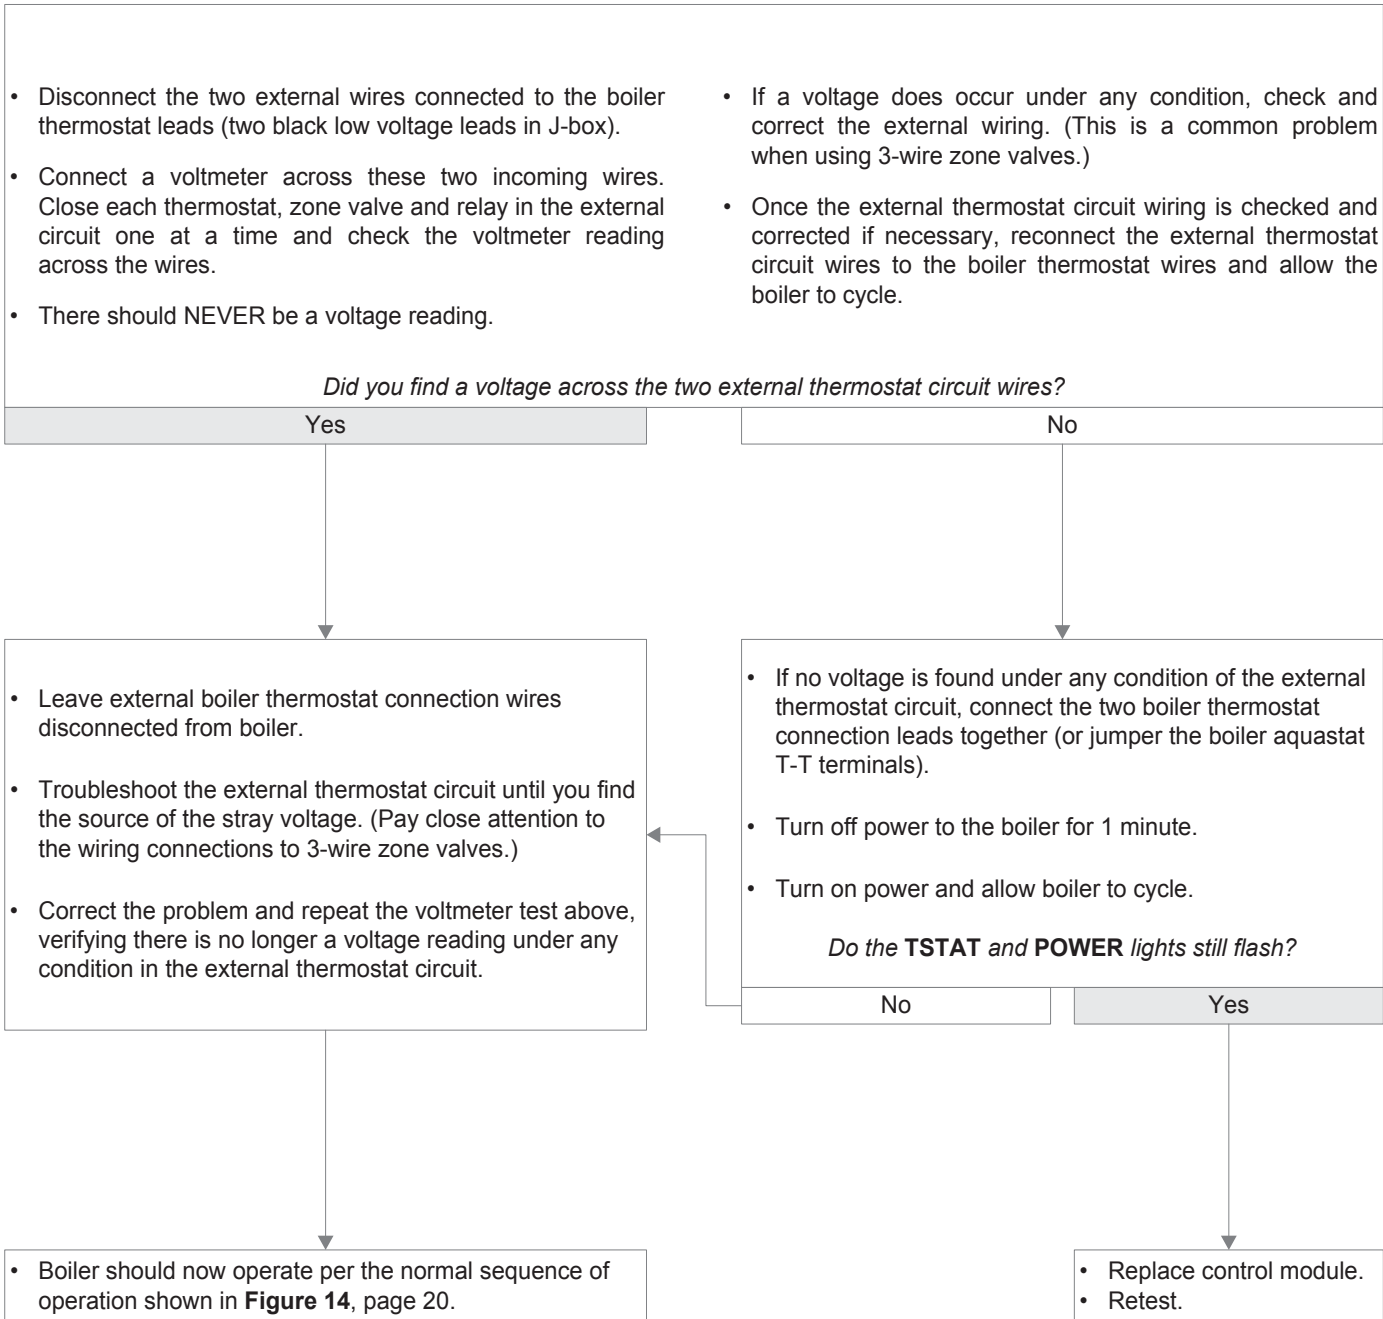 • Disconnect the two external wires connected to the boiler
thermostat leads (two black low voltage leads in J-box).
• Connect a voltmeter across these two incoming wires.
Close each thermostat, zone valve and relay in the external
circuit one at a time and check the voltmeter reading
across the wires.
• There should NEVER be a voltage reading.
• If a voltage does occur under any condition, check and
correct the external wiring. (This is a common problem
when using 3-wire zone valves.)
• Once the external thermostat circuit wiring is checked and
corrected if necessary, reconnect the external thermostat
circuit wires to the boiler thermostat wires and allow the
boiler to cycle.
Did you find a voltage across the two external thermostat circuit wires?
Yes
No
• Leave external boiler thermostat connection wires
disconnected from boiler.
• Troubleshoot the external thermostat circuit until you find
the source of the stray voltage. (Pay close attention to
the wiring connections to 3-wire zone valves.)
• Correct the problem and repeat the voltmeter test above,
verifying there is no longer a voltage reading under any
condition in the external thermostat circuit.
• If no voltage is found under any condition of the external
thermostat circuit, connect the two boiler thermostat
connection leads together (or jumper the boiler aquastat
T-T terminals).
• Turn off power to the boiler for 1 minute.
• Turn on power and allow boiler to cycle.
Do the TSTAT and POWER lights still flash?
No
Yes
• Boiler should now operate per the normal sequence of
operation shown in Figure 14, page 20.
• Replace control module.
• Retest.